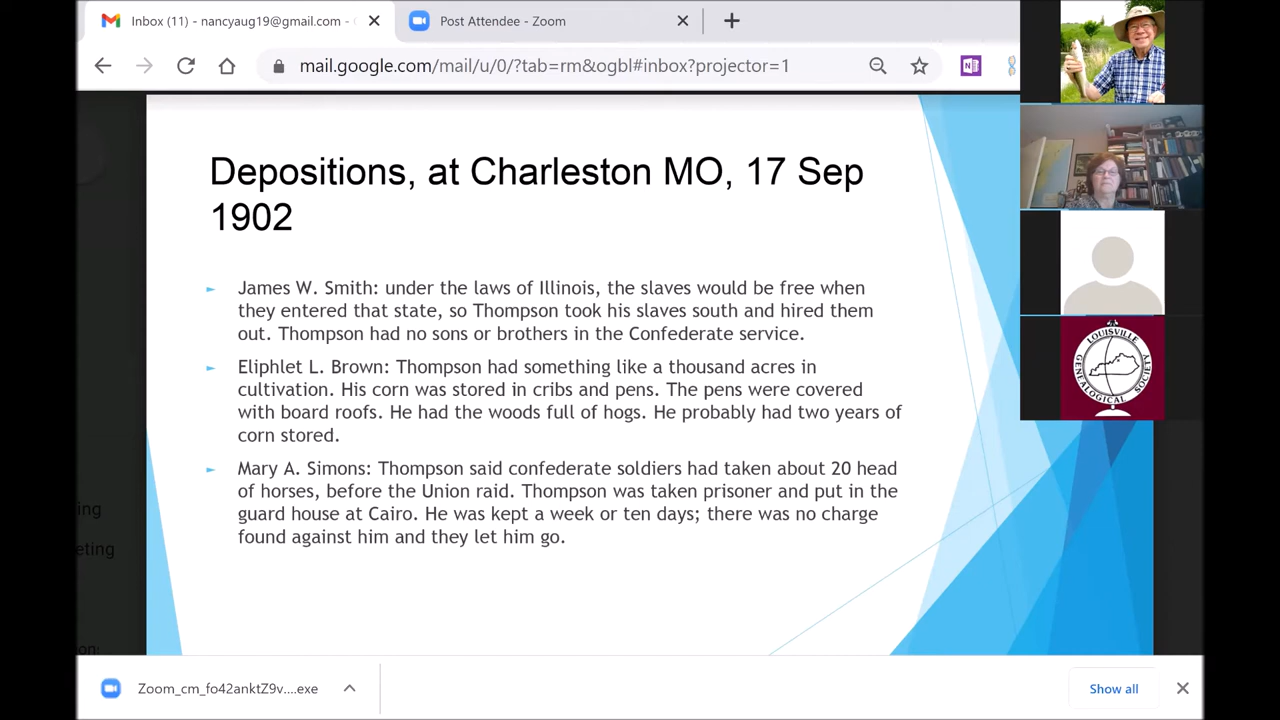 Inbox (11) - nancyaug19@gmail.com -
Post Attendee - Zoom
mail.google.com/mail/u/0/?tab=rm&ogbl#inbox?projector=1
Depositions, at Charleston MO, 17 Sep
1902
► James W. Smith: under the laws of Illinois, the slaves would be free when
they entered that state, so Thompson took his slaves south and hired them
out. Thompson had no sons or brothers in the Confederate service.
► Eliphlet L. Brown: Thompson had something like a thousand acres in
cultivation. His corn was stored in cribs and pens. The pens were covered
with board roofs. He had the woods full of hogs. He probably had two years of
corn stored.
► Mary A. Simons: Thompson said confederate soldiers had taken about 20 head
of horses, before the Union raid. Thompson was taken prisoner and put in the
guard house at Cairo. He was kept a week or ten days; there was no charge
found against him and they let him go.
ing
eting
on:
LOUISVILLE
GENEALOGICAL SOCIETY
Zoom_cm_fo42anktZ9v....exe
Show all